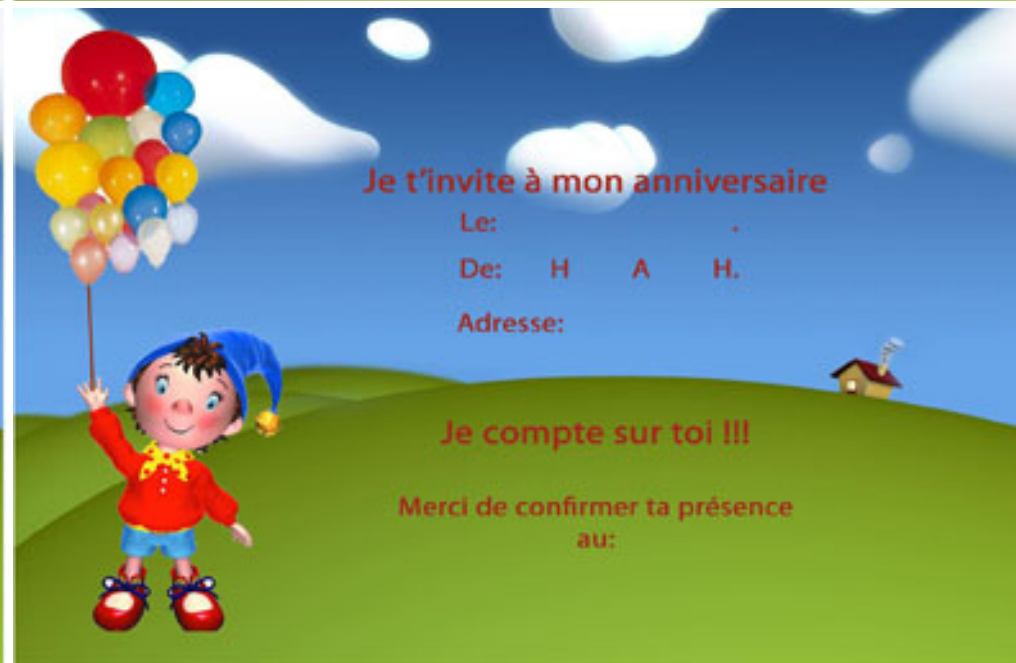 Je t'invite à mon anniversaire
Le: .
De: H A H.
Adresse:
Je compte sur toi !!!
Merci de confirmer ta présence
au: